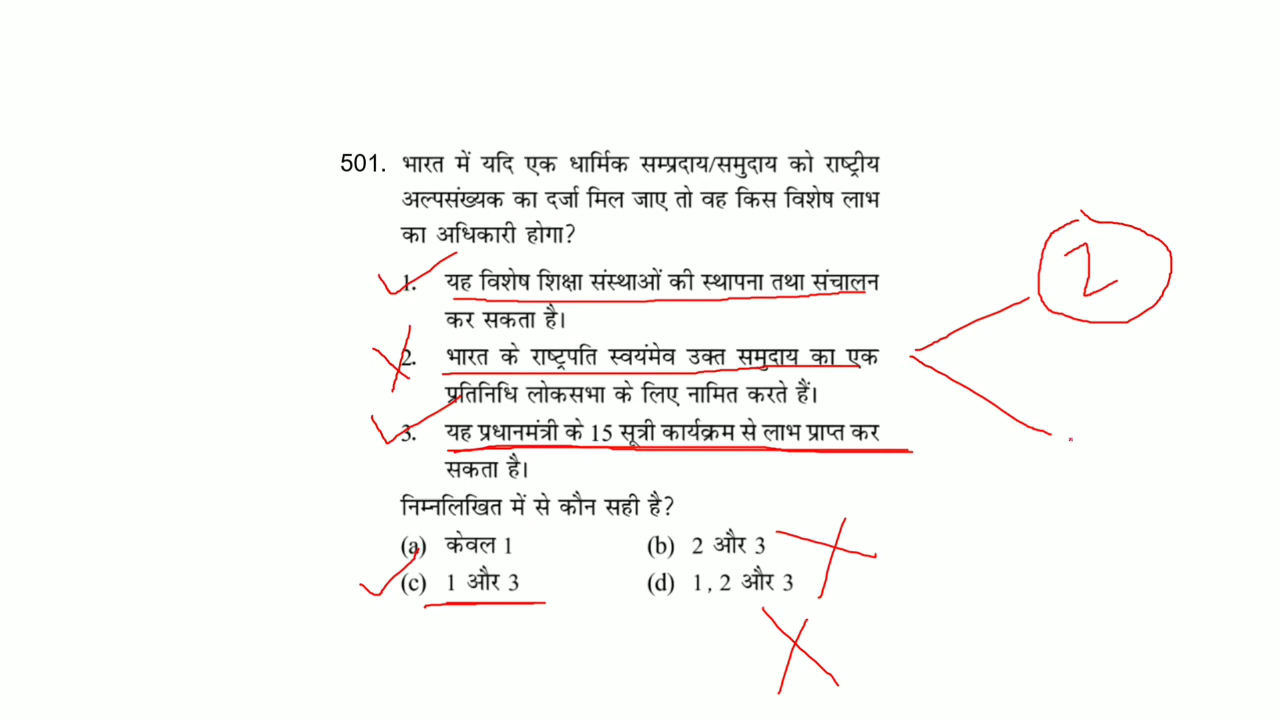 501. भारत में यदि एक धार्मिक सम्प्रदाय/समुदाय को राष्ट्रीय
अल्पसंख्यक का दर्जा मिल जाए तो वह किस विशेष लाभ
का अधिकारी होगा?
1. यह विशेष शिक्षा संस्थाओं की स्थापना तथा संचालन
कर सकता है।
2
2. भारत के राष्ट्रपति स्वयंमेव उक्त समुदाय का एक
प्रतिनिधि लोकसभा के लिए नामित करते हैं।
3. यह प्रधानमंत्री के 15 सूत्री कार्यक्रम से लाभ प्राप्त कर
सकता है।
निम्नलिखित में से कौन सही है?
(a) केवल 1 (b) 2 और 3
(c) 1 और 3 (d) 1, 2 और 3